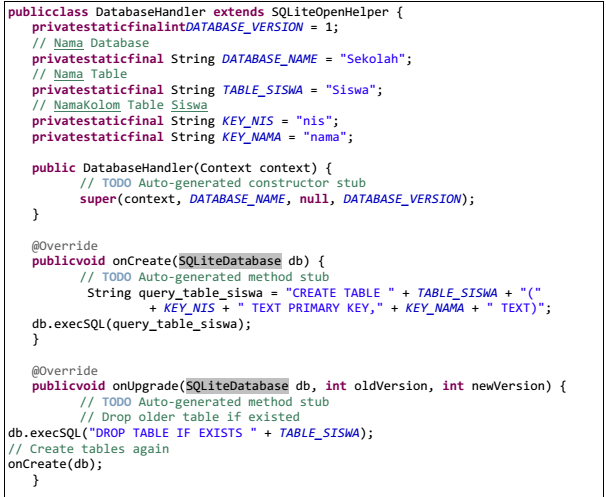 publicclass DatabaseHandler extends SQLiteOpenHelper {
privatestaticfinalintDATABASE_VERSION = 1;
// Nama Database
privatestaticfinal String DATABASE_NAME = "Sekolah";
// Nama Table
privatestaticfinal String TABLE_SISWA = "Siswa";
// NamaKolom Table Siswa
privatestaticfinal String KEY_NIS = "nis";
privatestaticfinal String KEY_NAMA = "nama";
public DatabaseHandler(Context context) {
// TODO Auto-generated constructor stub
super(context, DATABASE_NAME, null, DATABASE_VERSION);
}
@Override
publicvoid onCreate(SQLiteDatabase db) {
// TODO Auto-generated method stub
String query_table_siswa = "CREATE TABLE " + TABLE_SISWA + "("
+ KEY_NIS + " TEXT PRIMARY KEY," + KEY_NAMA + " TEXT)";
db.execSQL(query_table_siswa);
}
@Override
publicvoid onUpgrade(SQLiteDatabase db, int oldVersion, int newVersion) {
// TODO Auto-generated method stub
// Drop older table if existed
db.execSQL("DROP TABLE IF EXISTS " + TABLE_SISWA);
// Create tables again
onCreate(db);
}